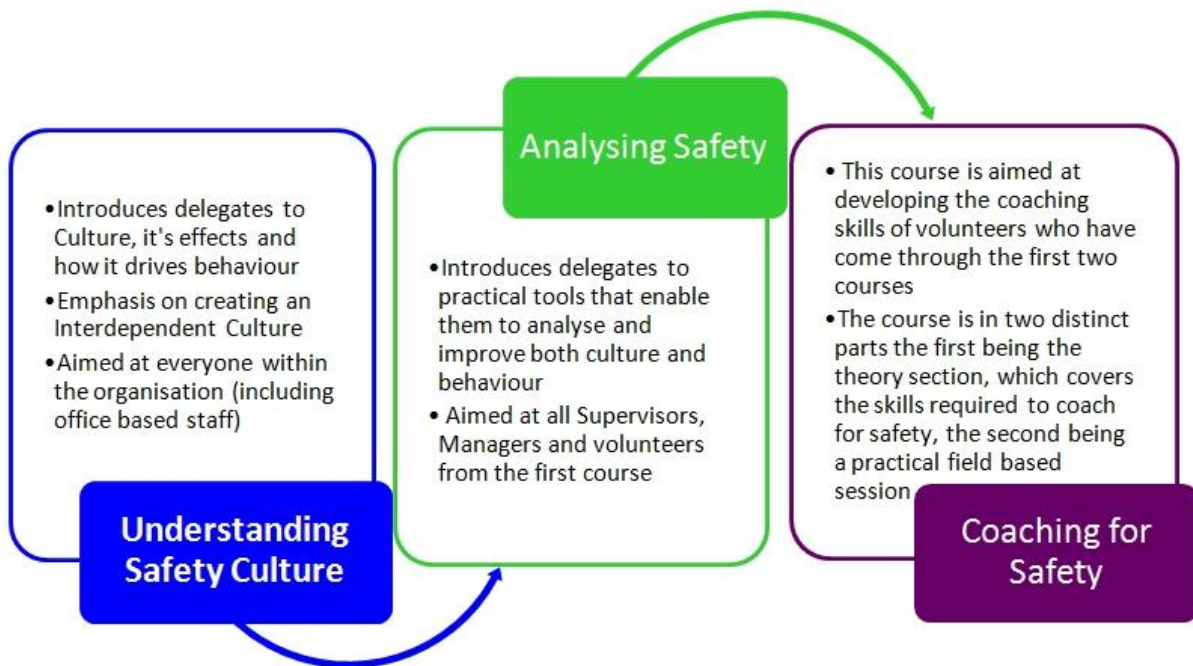 •Introduces delegates to
Culture, it's effects and
how it drives behaviour
•Emphasis on creating an
Interdependent Culture
•Aimed at everyone within
the organisation (including
office based staff)
Understanding
Safety Culture
Analysing Safety
•Introduces delegates to
practical tools that enable
them to analyse and
improve both culture and
behaviour
• Aimed at all Supervisors,
Managers and volunteers
from the first course
• This course is aimed at
developing the coaching
skills of volunteers who have
come through the first two
courses
• The course is in two distinct
parts the first being the
theory section, which covers
the skills required to coach
for safety, the second being
a practical field based
session
Coaching for
Safety